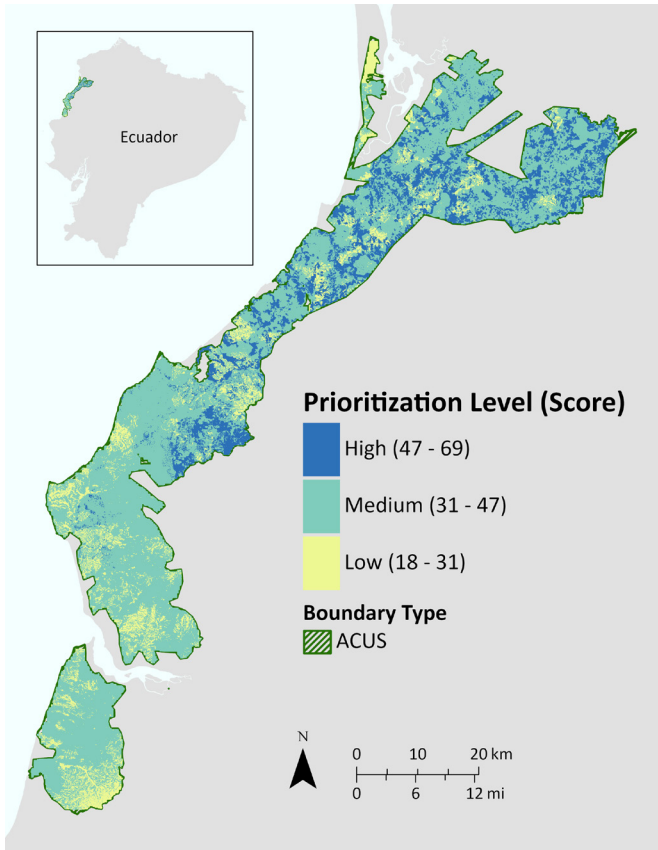 Ecuador
Prioritization Level (Score)
High (47 - 69)
Medium (31 - 47)
Low (18 - 31)
Boundary Type
ACUS
N
0 10 20 km
0 6 12 mi